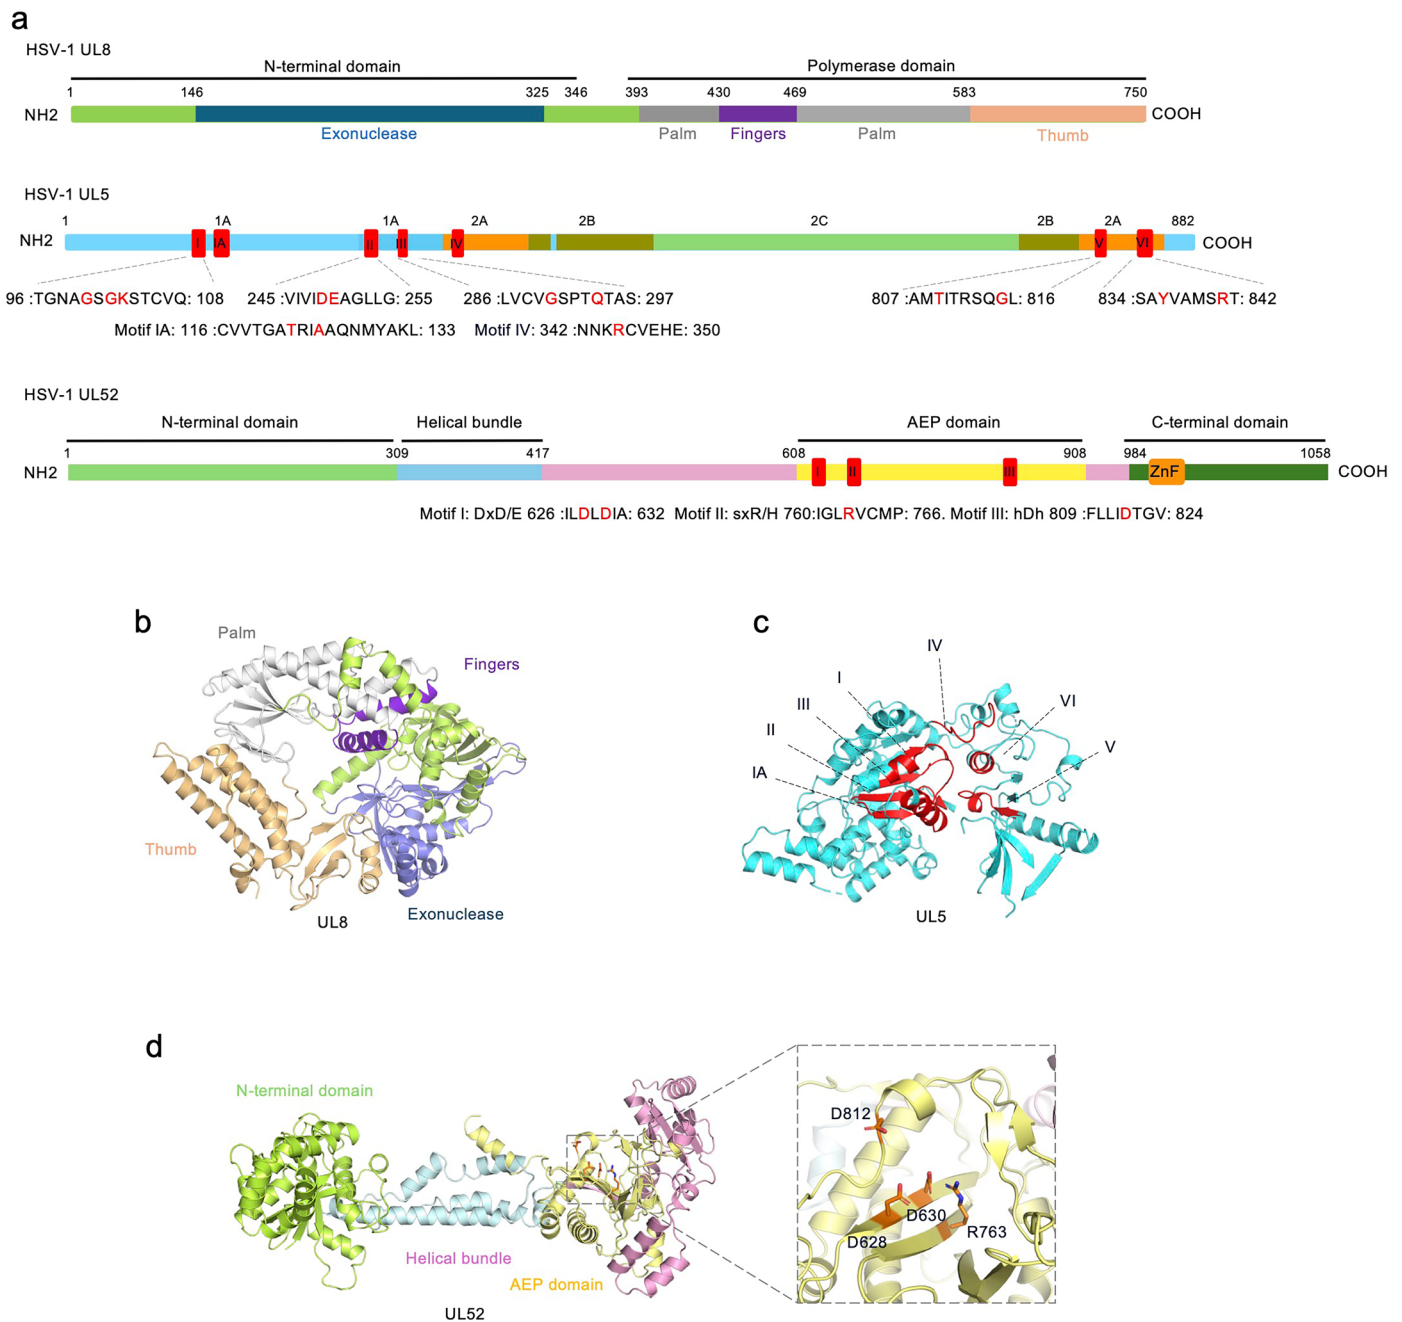 a
HSV-1 UL8
N-terminal domain Polymerase domain
1 146 325 346 393 430 469 583 750
NH2 COOH
Exonuclease Palm Fingers Palm Thumb
HSV-1 UL5
1 1A 1A 2A 2B 2C 2B 2A 882
NH2 I IA II III IV V VI COOH
96 :TGNAGSGKSTCVQ: 108 245 :VIVIDEAGLLG: 255 286 :LVCVGSPTQTAS: 297 807 :AMTITRSQGL: 816 834 :SAYVAMSRT: 842
Motif IA: 116 :CVVTGATRIAAQNMYAKL: 133 Motif IV: 342 :NNKRCVEHE: 350
HSV-1 UL52
N-terminal domain Helical bundle AEP domain C-terminal domain
1 309 417 608 908 984 1058
NH2 I II III ZnF COOH
Motif I: DxD/E 626 :ILDLDIA: 632 Motif II: sxR/H 760:IGLRVCMP: 766. Motif III: hDh 809 :FLLIDTGV: 824
b
Palm
Fingers
Thumb
Exonuclease
UL8
c
IV
I
VI
III
II
V
IA
UL5
d
N-terminal domain
Helical bundle
AEP domain
UL52
D812
D630
R763
D628